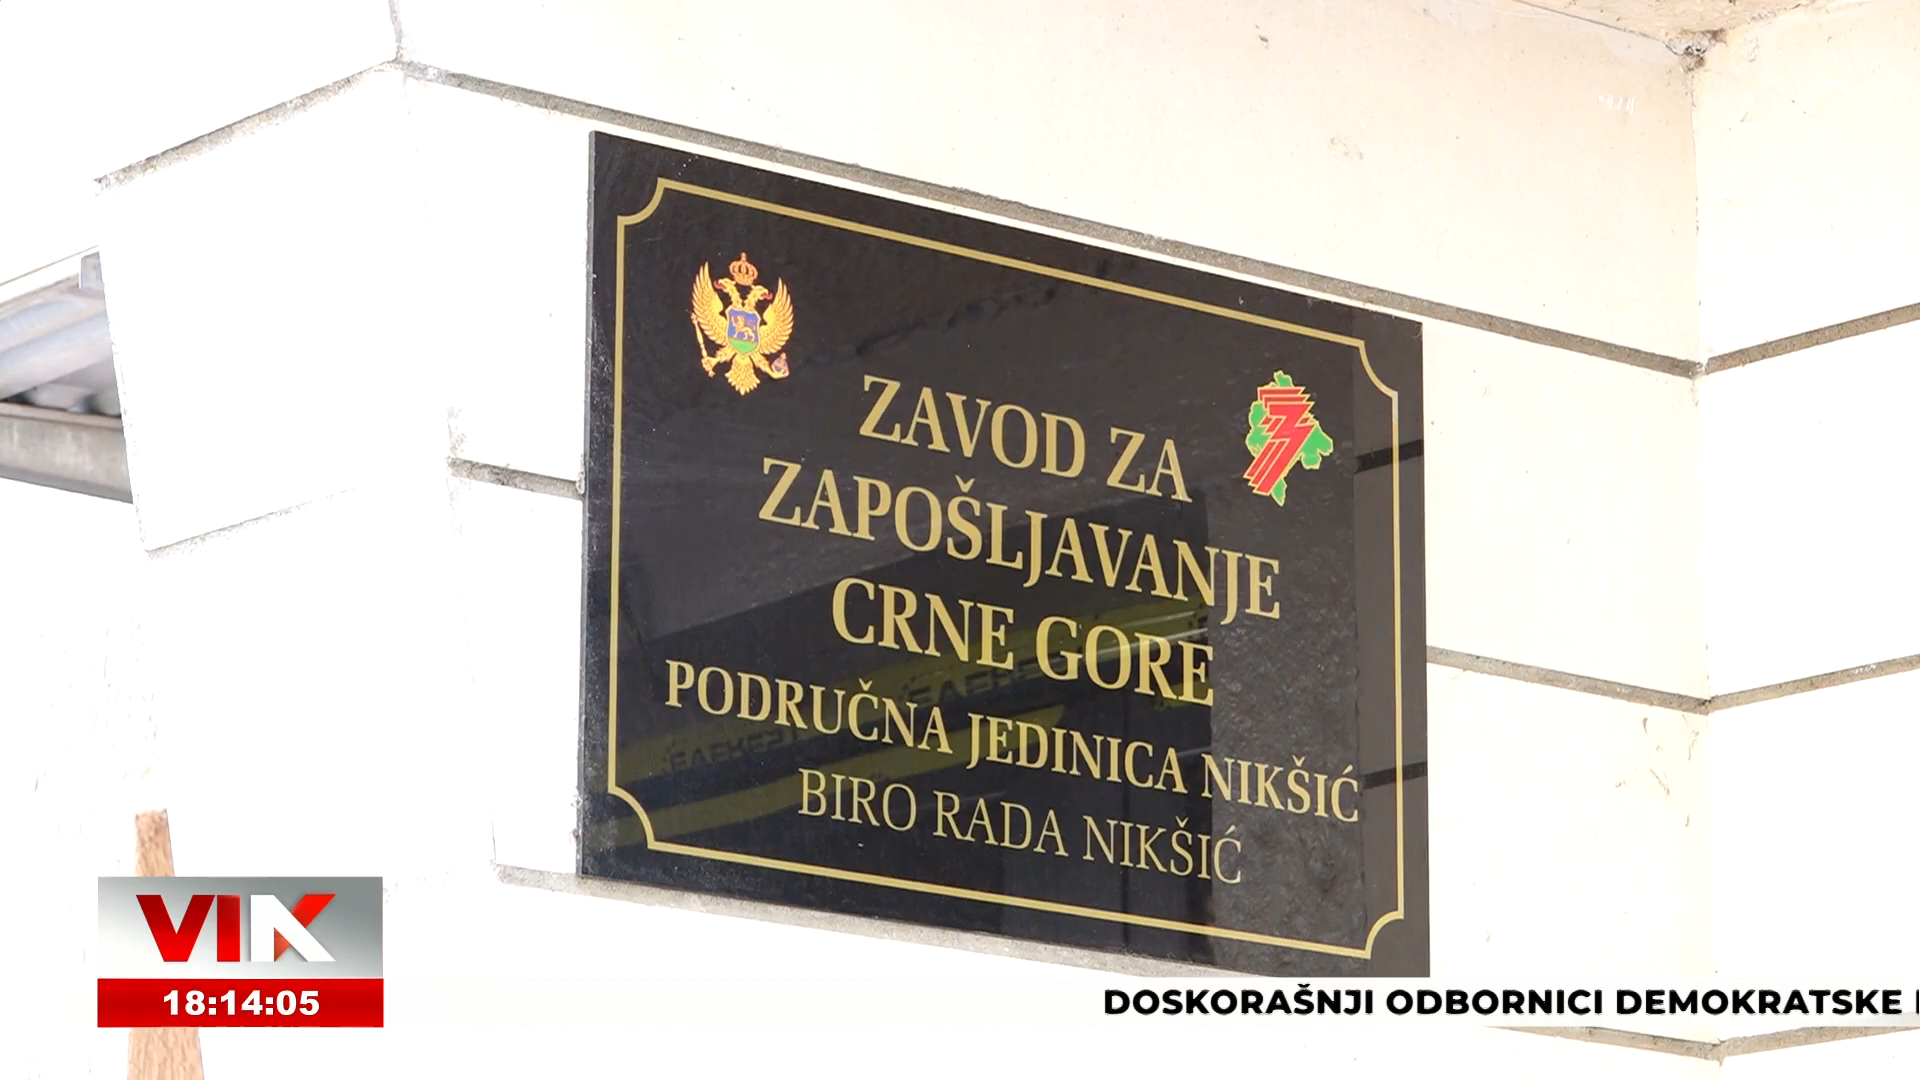 ZAVOD ZA
ZAPOŠLJAVANJE
CRNE GORE
PODRUČNA JEDINICA NIKŠIĆ
BIRO RADA NIKŠIĆ
VIK
18:14:05
DOSKORAŠNJI ODBORNICI DEMOKRATSKE